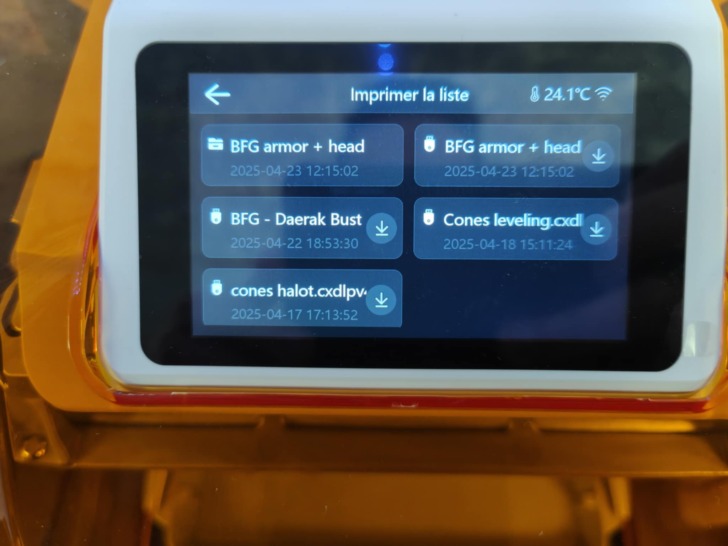 Imprimer la liste
24.1°C
BFG armor + head
2025-04-23 12:15:02
BFG armor + head
2025-04-23 12:15:02
BFG - Daerak Bust
2025-04-22 18:53:30
Cones leveling.cxdl
2025-04-18 15:11:24
cones halot.cxdlpv
2025-04-17 17:13:52